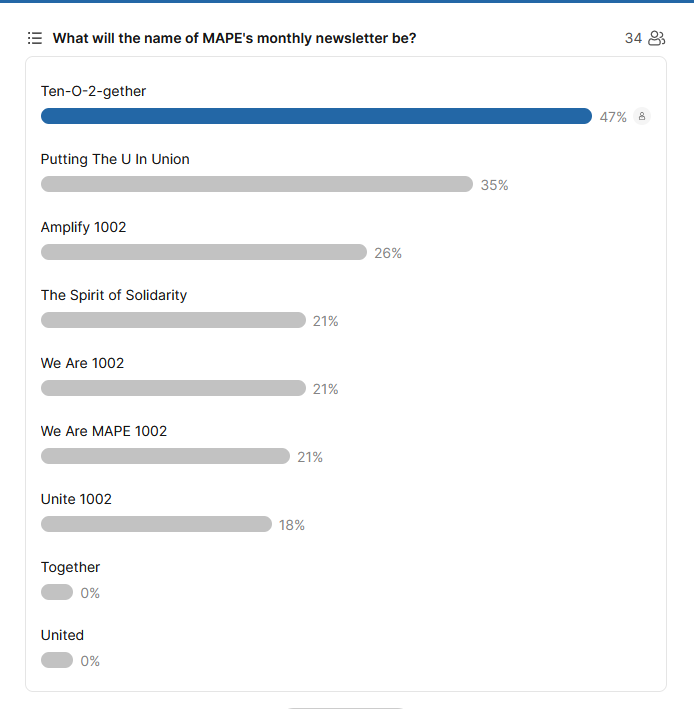 What will the name of MAPE's monthly newsletter be?
34
Ten-O-2-gether
47%
Putting The U In Union
35%
Amplify 1002
26%
The Spirit of Solidarity
21%
We Are 1002
21%
We Are MAPE 1002
21%
Unite 1002
18%
Together
0%
United
0%